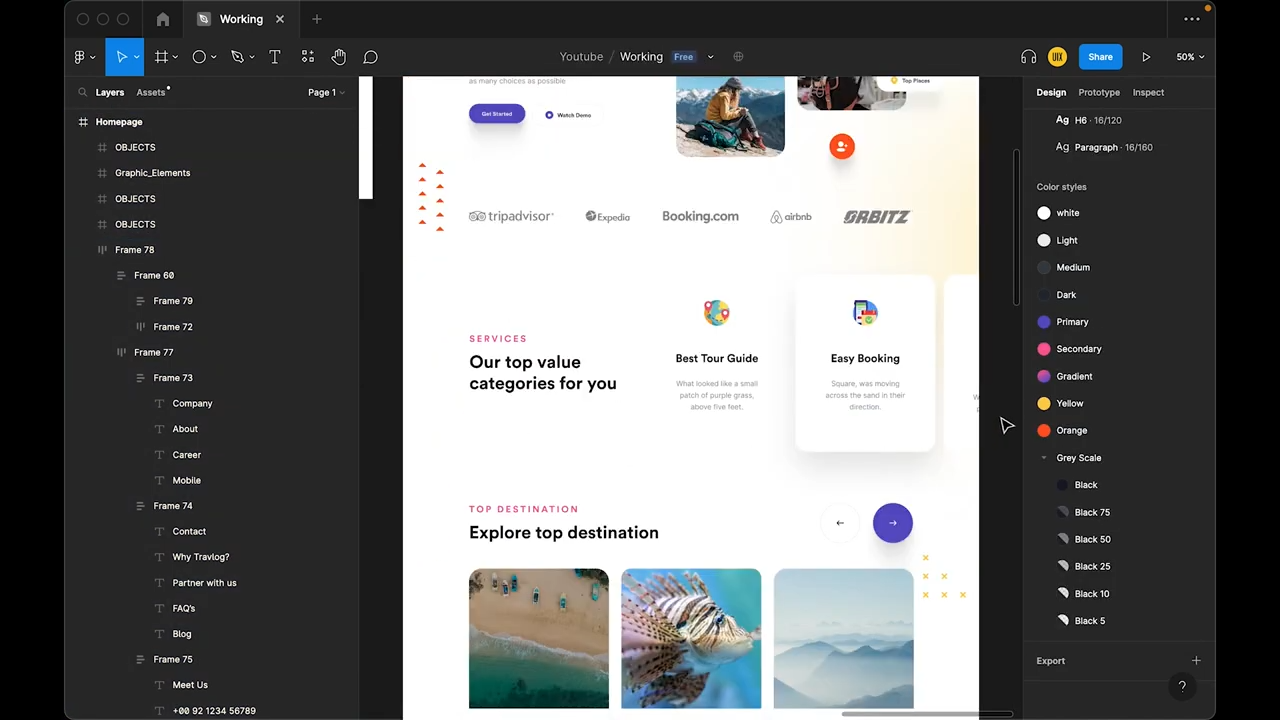 Working
Youtube / Working Free
UIX
Share
50%
Layers
Assets
Page 1
Homepage
OBJECTS
Graphic_Elements
OBJECTS
OBJECTS
Frame 78
Frame 60
Frame 79
Frame 72
Frame 77
Frame 73
Company
About
Career
Mobile
Frame 74
Contact
Why Travlog?
Partner with us
FAQ's
Blog
Frame 75
Meet Us
+00 92 1234 56789
as many choices as possible
Get Started
Watch Demo
Top Places
tripadvisor
Expedia
Booking.com
airbnb
ORBITZ
SERVICES
Our top value
categories for you
Best Tour Guide
What looked like a small
patch of purple grass,
above five feet.
Easy Booking
Square, was moving
across the sand in their
direction.
W
TOP DESTINATION
Explore top destination
Design
Prototype
Inspect
Ag H6 · 16/120
Ag Paragraph · 16/160
Color styles
white
Light
Medium
Dark
Primary
Secondary
Gradient
Yellow
Orange
Grey Scale
Black
Black 75
Black 50
Black 25
Black 10
Black 5
Export
?